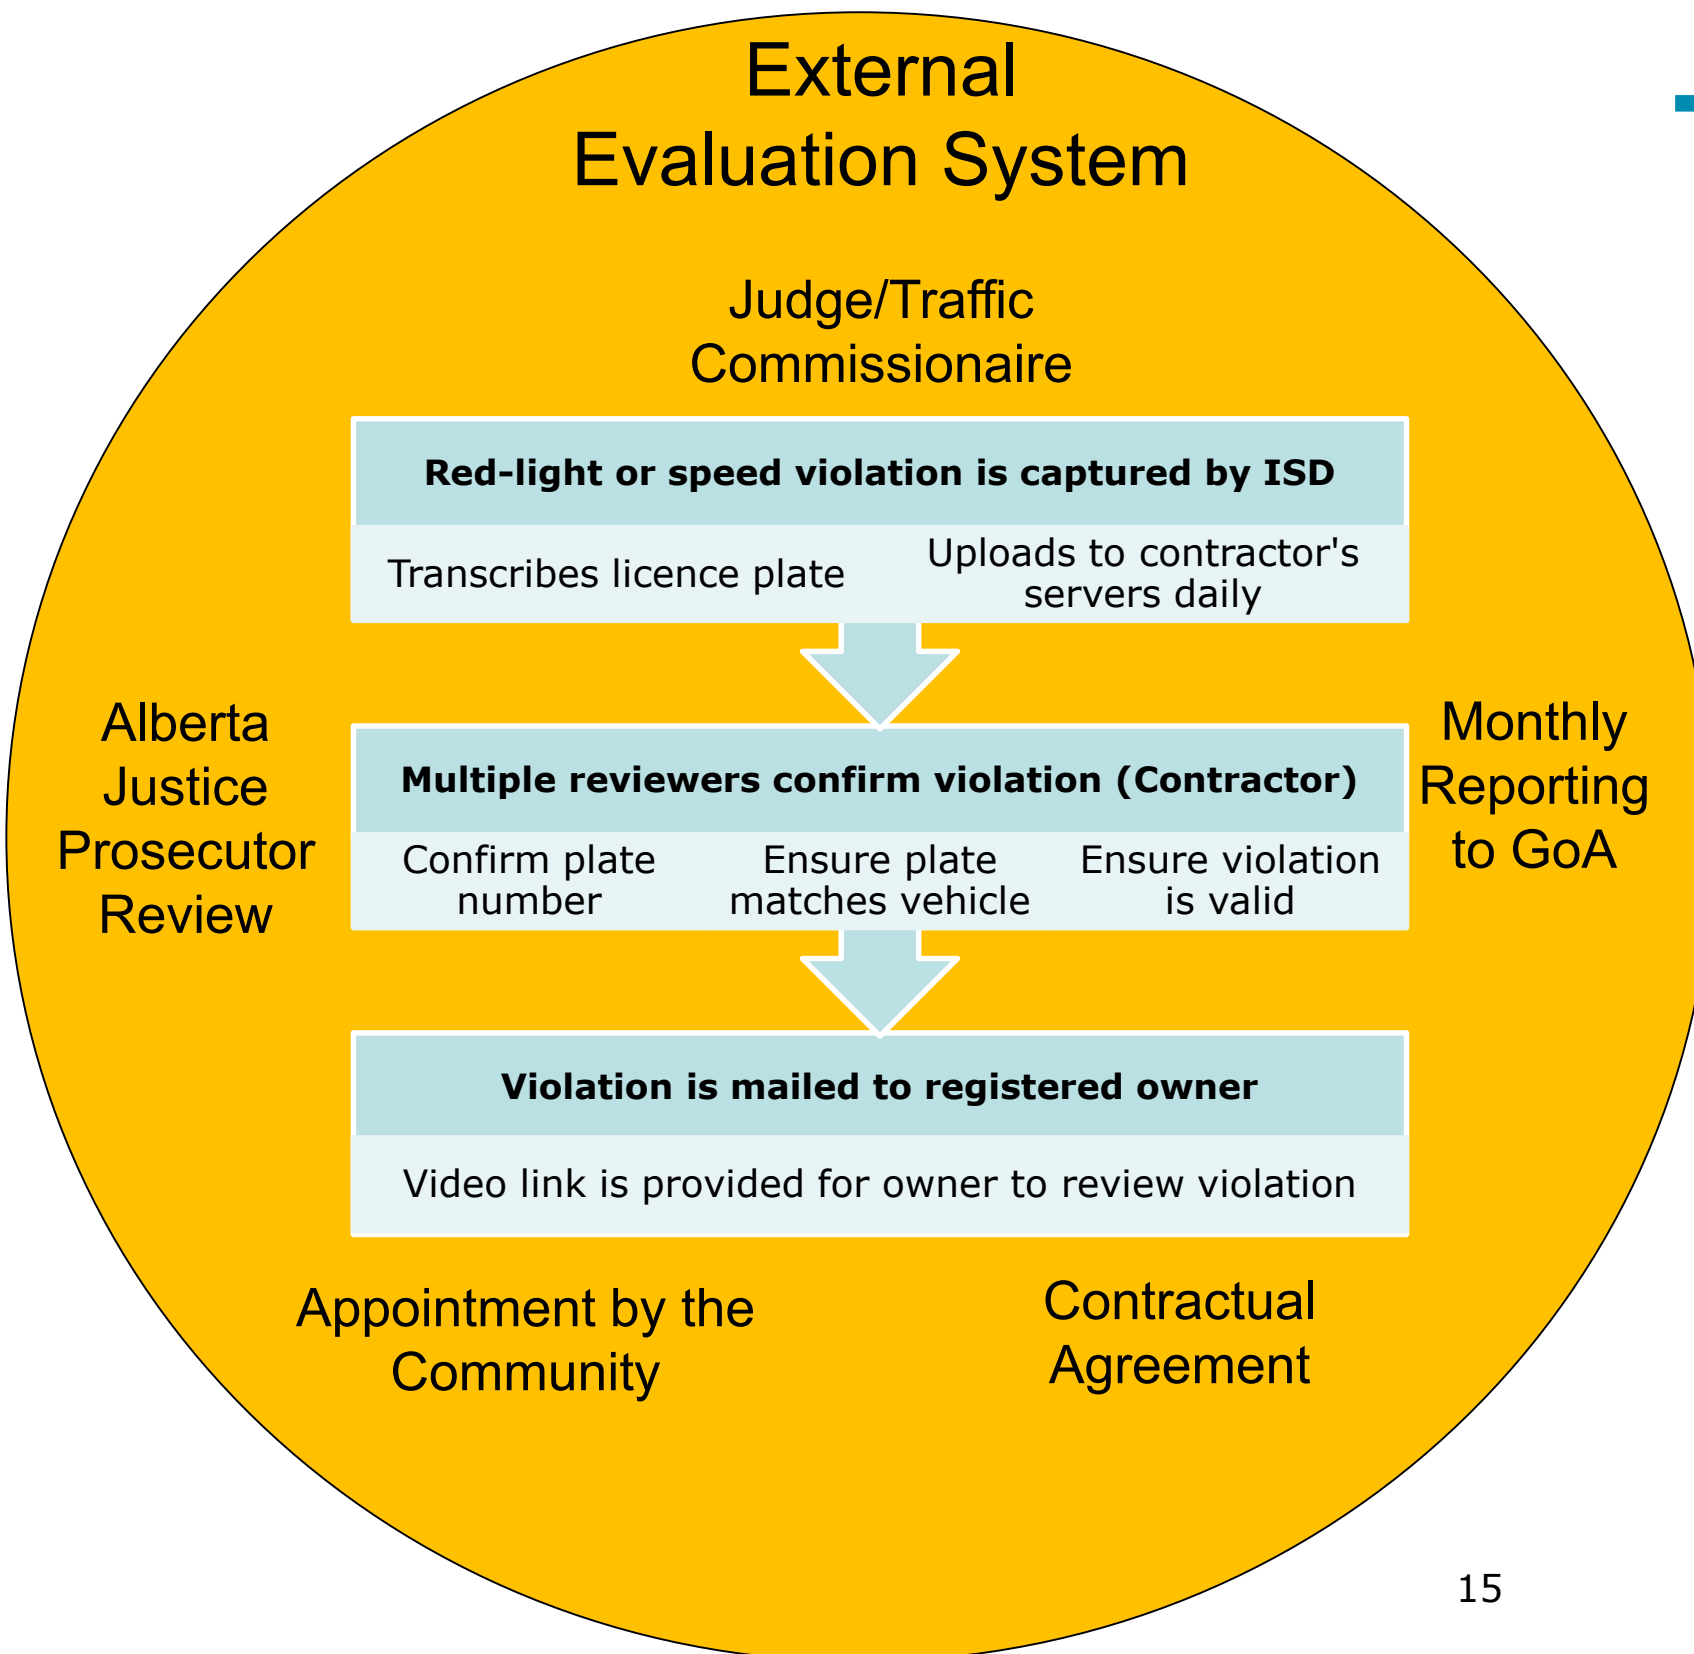 External
Evaluation System
Judge/Traffic
Commissionaire
Red-light or speed violation is captured by ISD
Transcribes licence plate
Uploads to contractor's
servers daily
Alberta
Justice
Prosecutor
Review
Multiple reviewers confirm violation (Contractor)
Confirm plate
number
Ensure plate
matches vehicle
Ensure violation
is valid
Monthly
Reporting
to GoA
Violation is mailed to registered owner
Video link is provided for owner to review violation
Appointment by the
Community
Contractual
Agreement
15